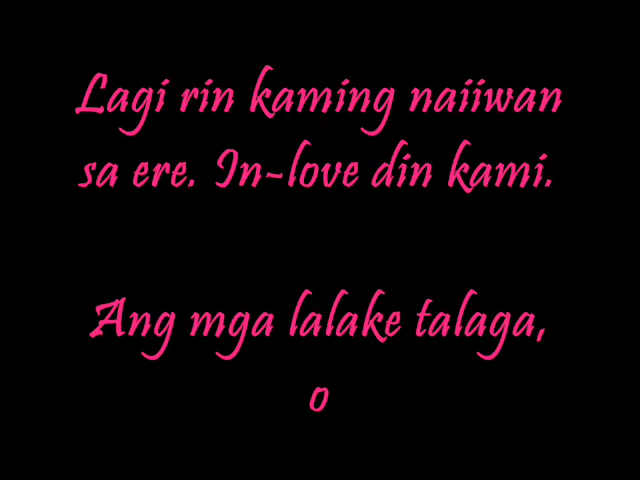 Lagi rin kaming naiiwan
sa ere. In-love din kami.
Ang mga lalake talaga,
o